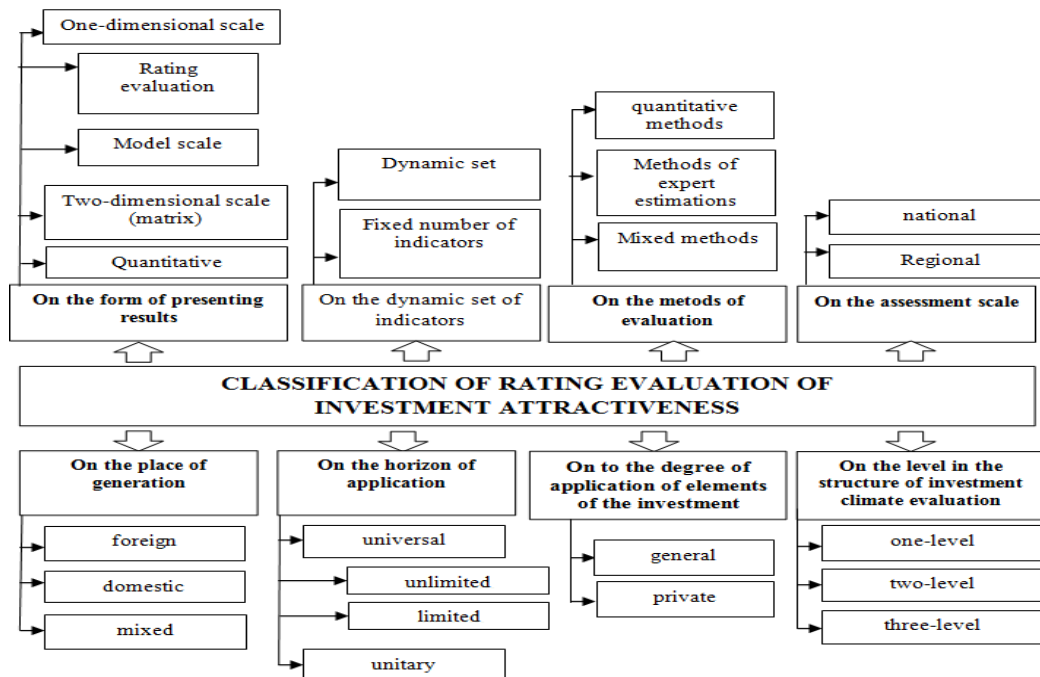 One-dimensional scale
Rating
evaluation
Model scale
Two-dimensional scale
(matrix)
Quantitative
On the form of presenting
results
Dynamic set
Fixed number of
indicators
On the dynamic set of
indicators
quantitative
methods
Methods of
expert
estimations
Mixed methods
On the metods of
evaluation
national
Regional
On the assessment scale
CLASSIFICATION OF RATING EVALUATION OF
INVESTMENT ATTRACTIVENESS
On the place of
generation
foreign
domestic
mixed
On the horizon of
application
universal
unlimited
limited
unitary
On to the degree of
application of elements
of the investment
general
private
On the level in the
structure of investment
climate evaluation
one-level
two-level
three-level